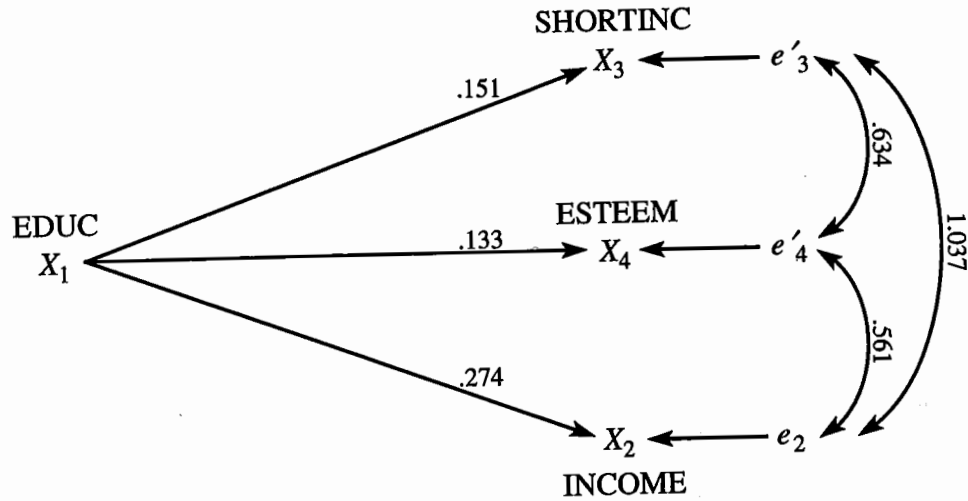 SHORTINC
X₃
e′₃
.151
.634
EDUC
X₁
ESTEEM
.133
X₄
e′₄
1.037
.561
.274
X₂
e₂
INCOME